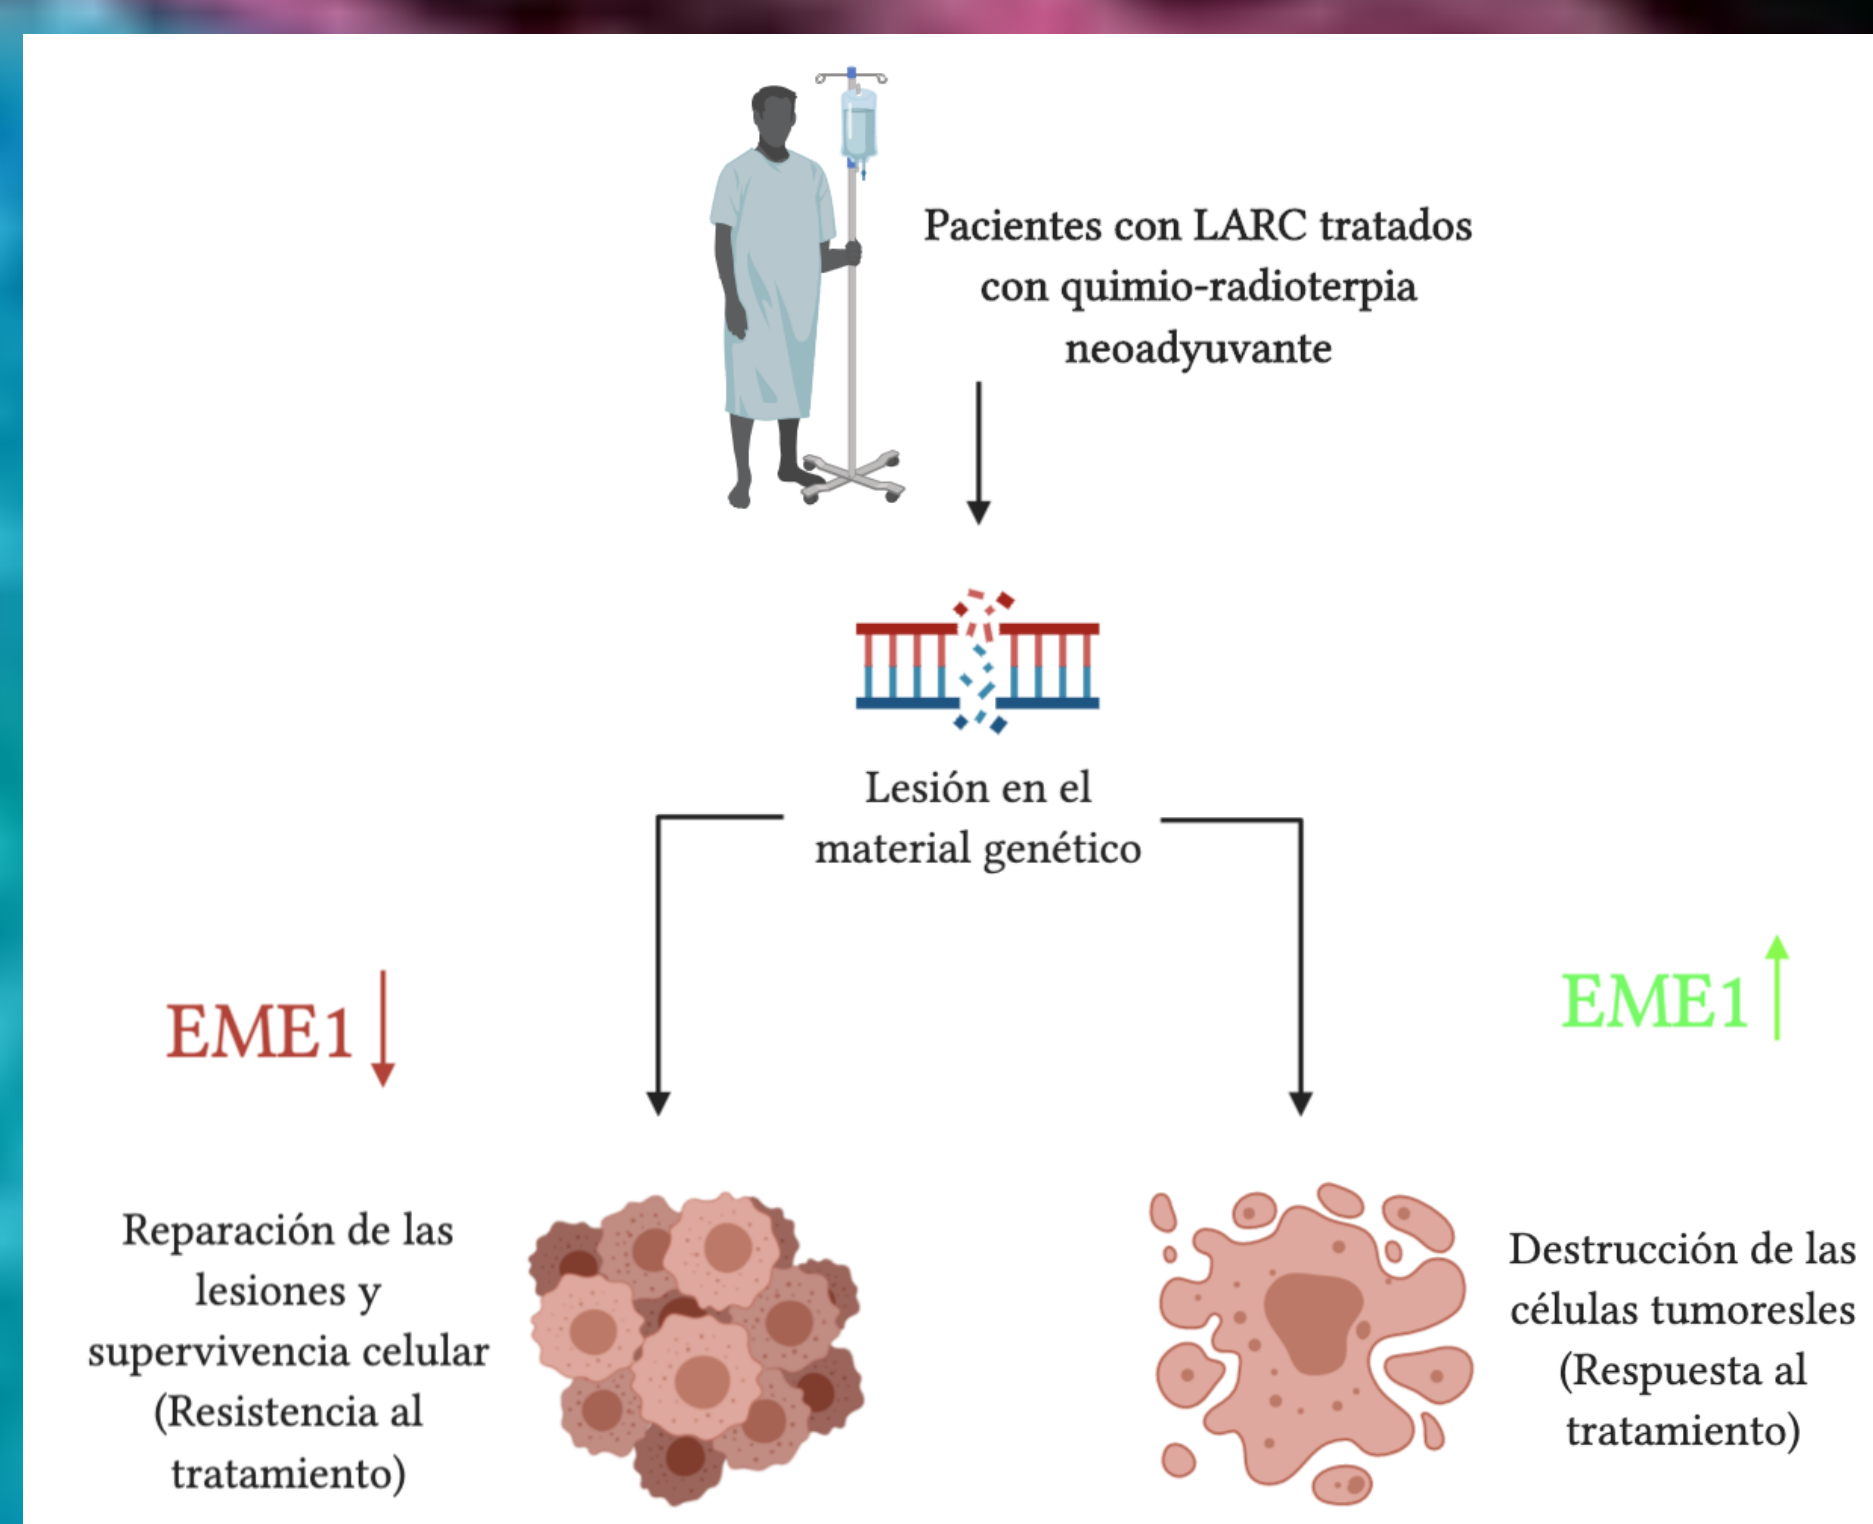 Pacientes con LARC tratados
con quimio-radioterpia
neoadyuvante
Lesión en el
material genético
EME1
EME1
Reparación de las
lesiones y
supervivencia celular
(Resistencia al
tratamiento)
Destrucción de las
células tumoresles
(Respuesta al
tratamiento)